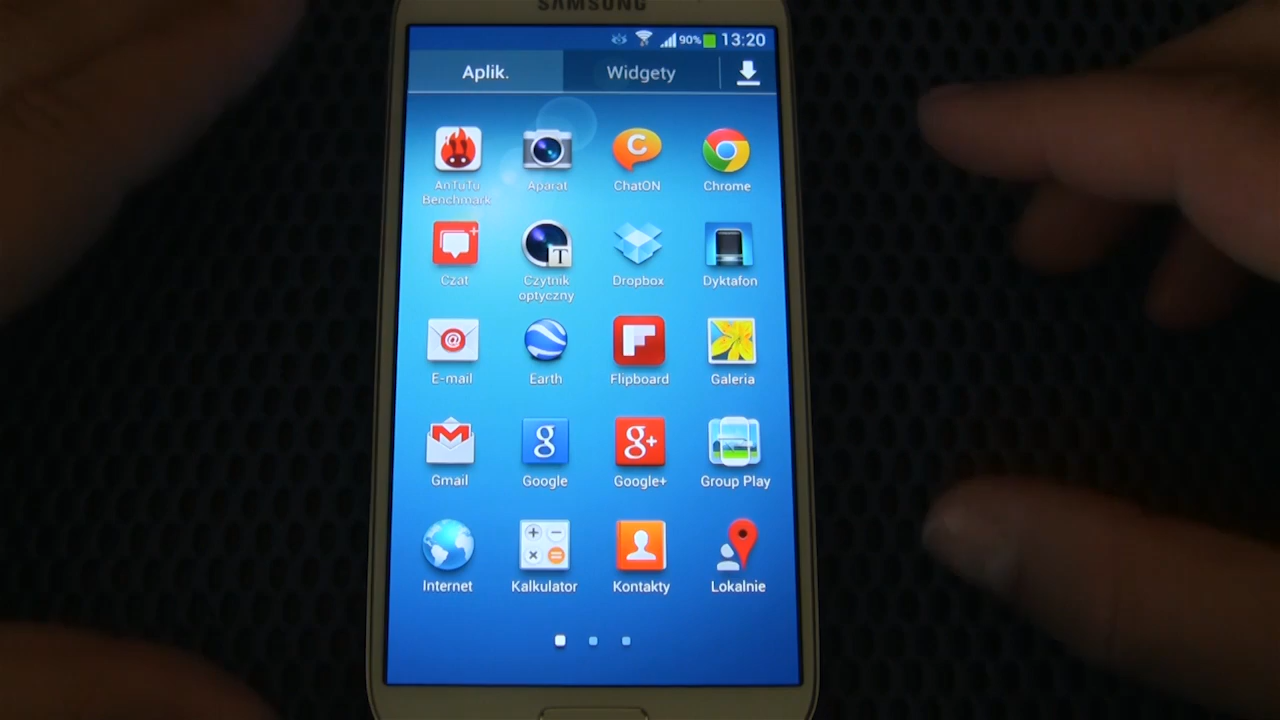 SAMSUNG
90% 13:20
Aplik. Widgety
AnTuTu Benchmark
Aparat
ChatON
Chrome
Czat
Czytnik optyczny
Dropbox
Dyktafon
E-mail
Earth
Flipboard
Galeria
Gmail
Google
Google+
Group Play
Internet
Kalkulator
Kontakty
Lokalnie